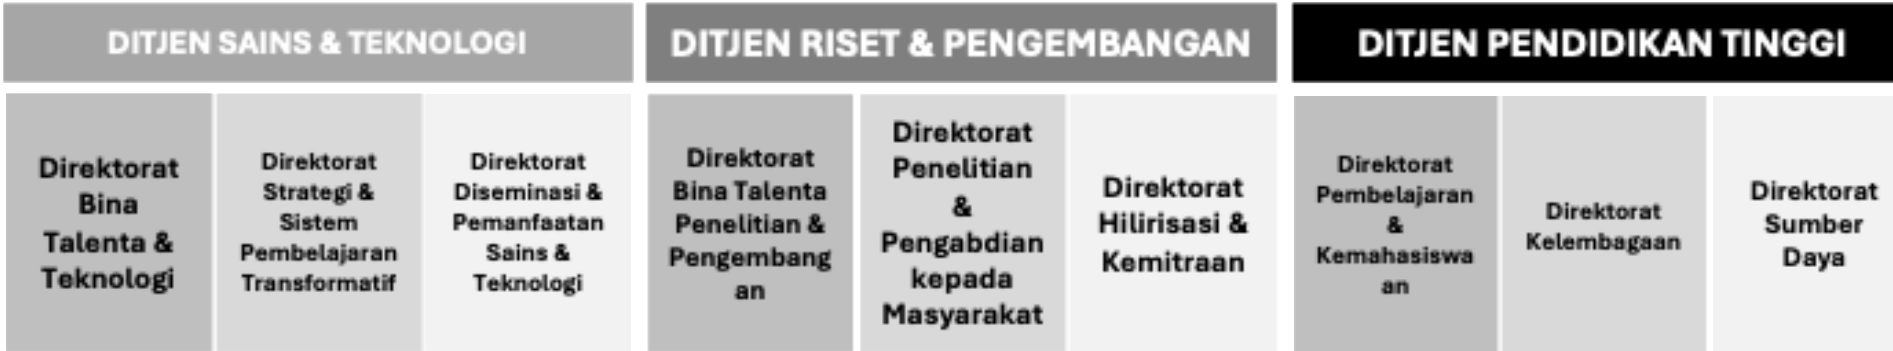 DITJEN SAINS & TEKNOLOGI
Direktorat
Bina
Talenta &
Teknologi
Direktorat
Strategi &
Sistem
Pembelajaran
Transformatif
Direktorat
Diseminasi &
Pemanfaatan
Sains &
Teknologi
DITJEN RISET & PENGEMBANGAN
Direktorat
Bina Talenta
Penelitian &
Pengembang
an
Direktorat
Penelitian
&
Pengabdian
kepada
Masyarakat
Direktorat
Hilirisasi &
Kemitraan
DITJEN PENDIDIKAN TINGGI
Direktorat
Pembelajaran
&
Kemahasiswa
an
Direktorat
Kelembagaan
Direktorat
Sumber
Daya